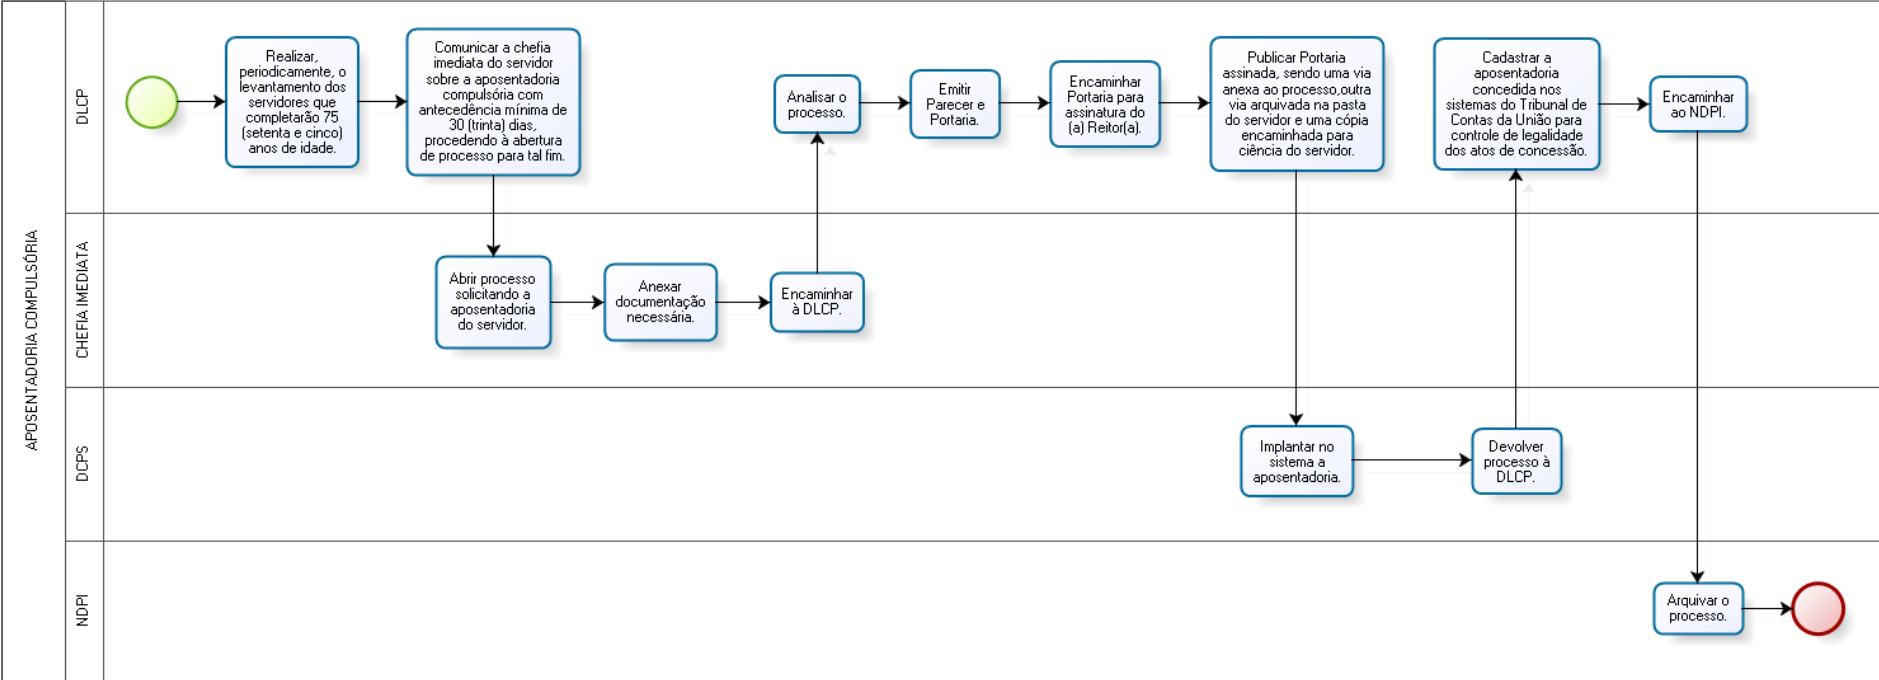 APOSENTADORIA COMPULSÓRIA
DLCP
Realizar,
periodicamente, o
levantamento dos
servidores que
completarão 75
(setenta e cinco)
anos de idade.
Comunicar a chefia
imediata do servidor
sobre a aposentadoria
compulsória com
antecedência mínima de
30 (trinta) dias,
procedendo à abertura
de processo para tal fim.
Analisar o
processo.
Emitir
Parecer e
Portaria.
Encaminhar
Portaria para
assinatura do
(a) Reitor(a).
Publicar Portaria
assinada, sendo uma via
anexa ao processo,outra
via arquivada na pasta
do servidor e uma cópia
encaminhada para
ciência do servidor.
Cadastrar a
aposentadoria
concedida nos
sistemas do Tribunal de
Contas da União para
controle de legalidade
dos atos de concessão.
Encaminhar
ao NDPI.
CHEFIA IMEDIATA
Abrir processo
solicitando a
aposentadoria
do servidor.
Anexar
documentação
necessária.
Encaminhar
à DLCP.
DCPS
Implantar no
sistema a
aposentadoria.
Devolver
processo à
DLCP.
NDPI
Arquivar o
processo.